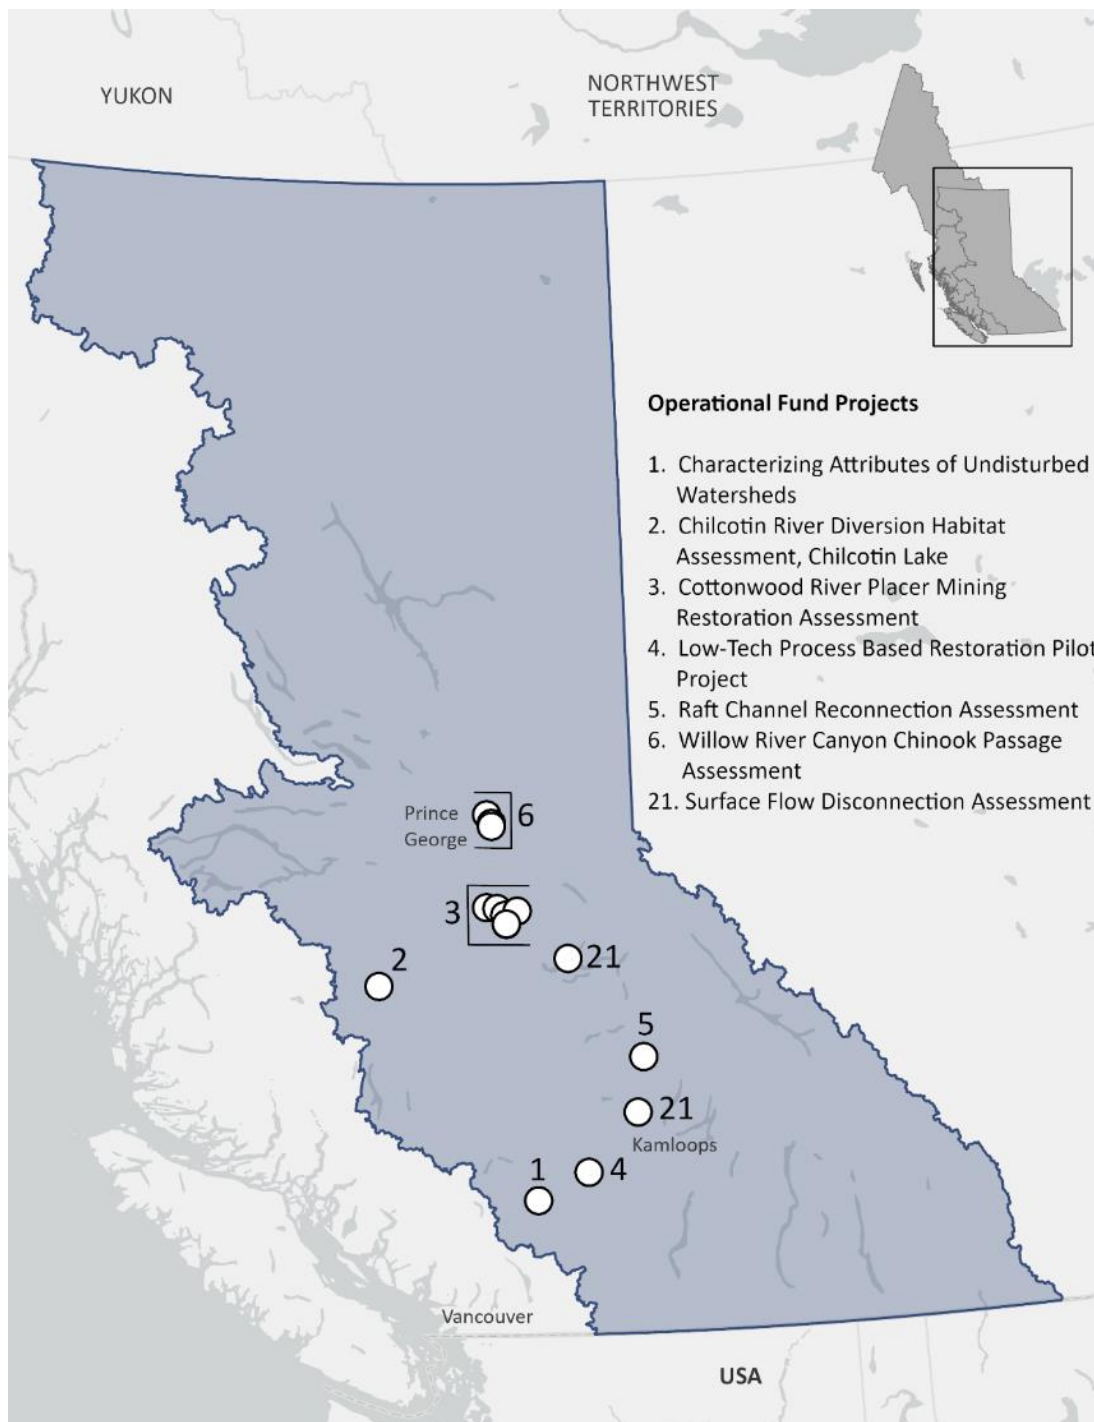 YUKON
NORTHWEST
TERRITORIES
Operational Fund Projects
1. Characterizing Attributes of Undisturbed
Watersheds
2. Chilcotin River Diversion Habitat
Assessment, Chilcotin Lake
3. Cottonwood River Placer Mining
Restoration Assessment
4. Low-Tech Process Based Restoration Pilot
Project
5. Raft Channel Reconnection Assessment
6. Willow River Canyon Chinook Passage
Assessment
21. Surface Flow Disconnection Assessment
Prince
George
6
3
2
21
5
21
Kamloops
1
4
Vancouver
USA